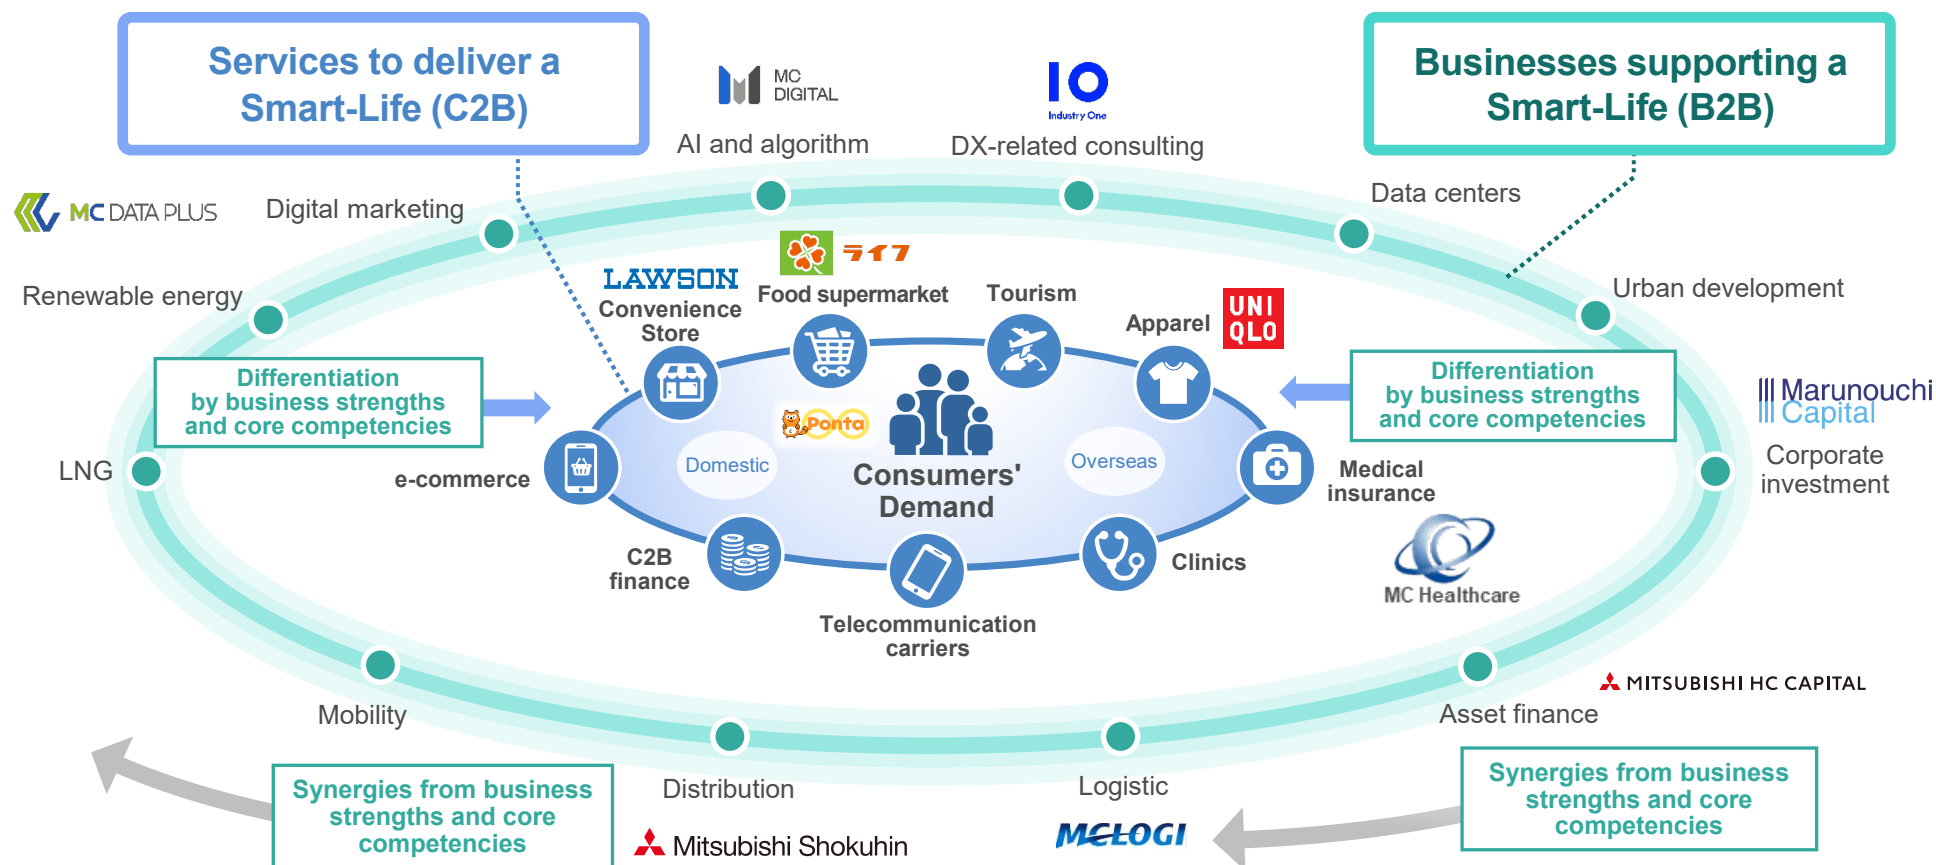 Services to deliver a
Smart-Life (C2B)
Businesses supporting a
Smart-Life (B2B)
MC
DIGITAL
AI and algorithm
IO
Industry One
DX-related consulting
Data centers
MC DATA PLUS
Digital marketing
Renewable energy
Urban development
LAWSON
Convenience
Store
ライフ
Food supermarket
Tourism
Apparel
UNI
QLO
Differentiation
by business strengths
and core competencies
Differentiation
by business strengths
and core competencies
Marunouchi
Capital
Corporate
investment
LNG
e-commerce
Domestic
Ponta
Consumers'
Demand
Overseas
Medical
insurance
MC Healthcare
C2B
finance
Telecommunication
carriers
Clinics
Mobility
Distribution
Mitsubishi Shokuhin
Logistic
MCLOGI
Asset finance
MITSUBISHI HC CAPITAL
Synergies from business
strengths and core
competencies
Synergies from business
strengths and core
competencies